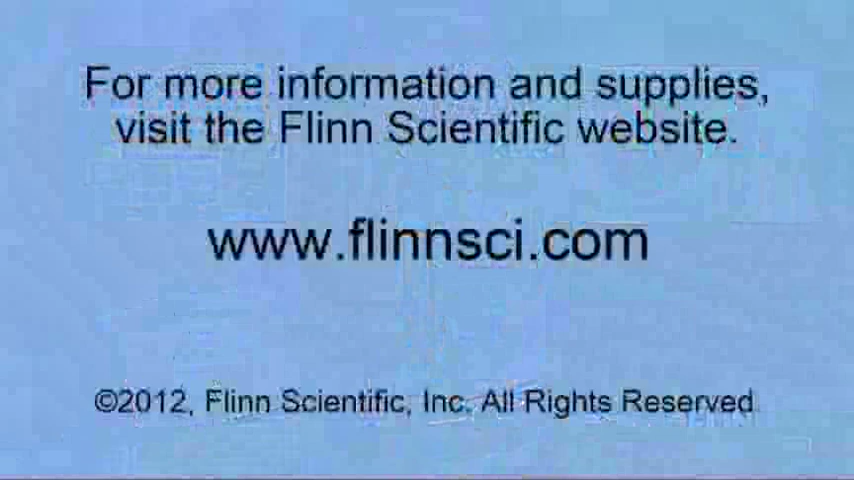 For more information and supplies,
visit the Flinn Scientific website.
www.flinnsci.com
©2012, Flinn Scientific, Inc. All Rights Reserved